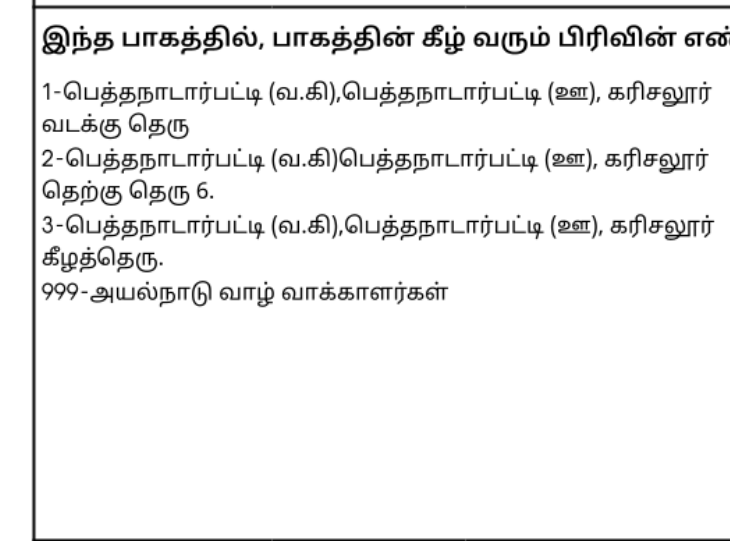 இந்த பாகத்தில், பாகத்தின் கீழ் வரும் பிரிவின் எண்
1-பெத்தநாடார்பட்டி (வ.கி),பெத்தநாடார்பட்டி (ஊ), கரிசலூர்
வடக்கு தெரு
2-பெத்தநாடார்பட்டி (வ.கி)பெத்தநாடார்பட்டி (ஊ), கரிசலூர்
தெற்கு தெரு 6.
3-பெத்தநாடார்பட்டி (வ.கி),பெத்தநாடார்பட்டி (ஊ), கரிசலூர்
கீழத்தெரு.
999-அயல்நாடு வாழ் வாக்காளர்கள்